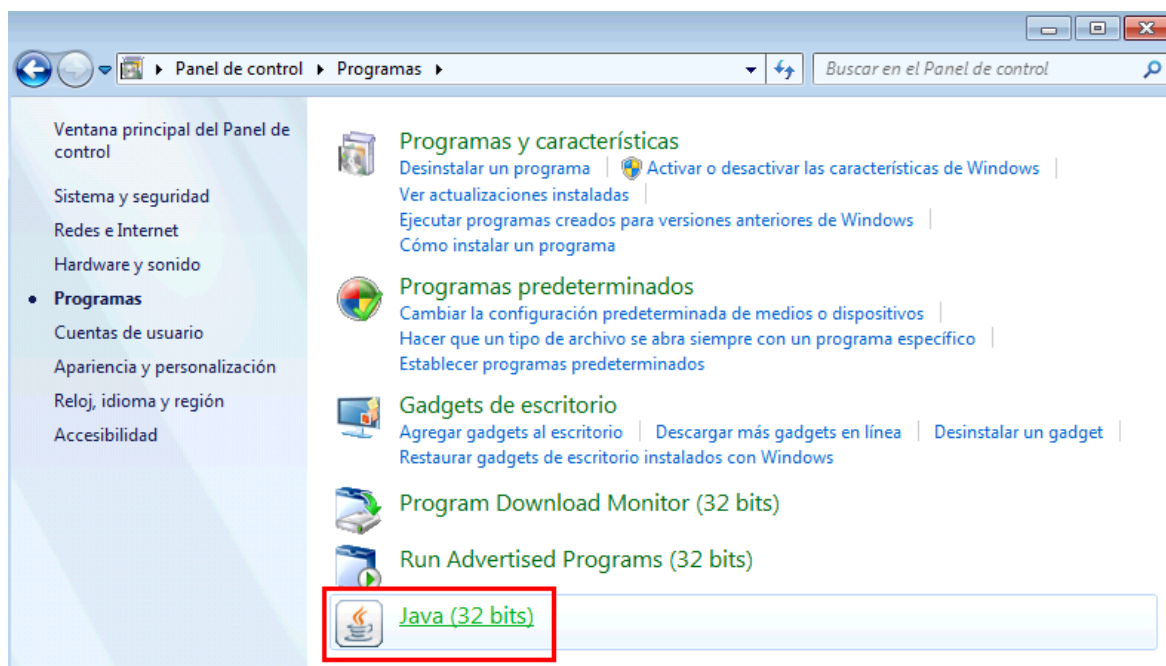 Panel de control Programas
Buscar en el Panel de control
Ventana principal del Panel de
control
Sistema y seguridad
Redes e Internet
Hardware y sonido
Programas
Cuentas de usuario
Apariencia y personalización
Reloj, idioma y región
Accesibilidad
Programas y características
Desinstalar un programa Activar o desactivar las características de Windows
Ver actualizaciones instaladas
Ejecutar programas creados para versiones anteriores de Windows
Cómo instalar un programa
Programas predeterminados
Cambiar la configuración predeterminada de medios o dispositivos
Hacer que un tipo de archivo se abra siempre con un programa específico
Establecer programas predeterminados
Gadgets de escritorio
Agregar gadgets al escritorio Descargar más gadgets en línea Desinstalar un gadget
Restaurar gadgets de escritorio instalados con Windows
Program Download Monitor (32 bits)
Run Advertised Programs (32 bits)
Java (32 bits)